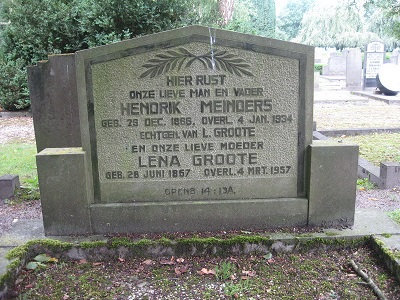 HIER RUST
ONZE LIEVE MAN EN VADER
HENDRIK MEINDERS
GEB. 29 DEC. 1866, OVERL. 4 JAN. 1934
ECHTGEN. VAN L. GROOTE
EN ONZE LIEVE MOEDER
LENA GROOTE
GEB. 28 JUNI 1867 OVERL. 4 MRT. 1957
OPENB 14:13A.